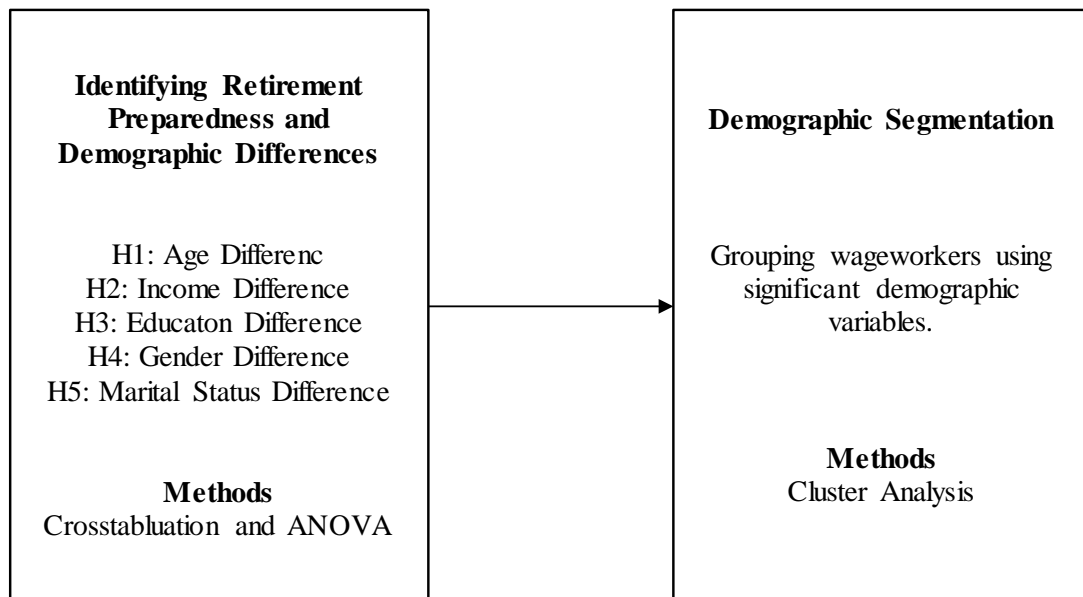 Identifying Retirement
Preparedness and
Demographic Differences
H1: Age Differenc
H2: Income Difference
H3: Educaton Difference
H4: Gender Difference
H5: Marital Status Difference
Methods
Crosstabluation and ANOVA
Demographic Segmentation
Grouping wageworkers using
significant demographic
variables.
Methods
Cluster Analysis